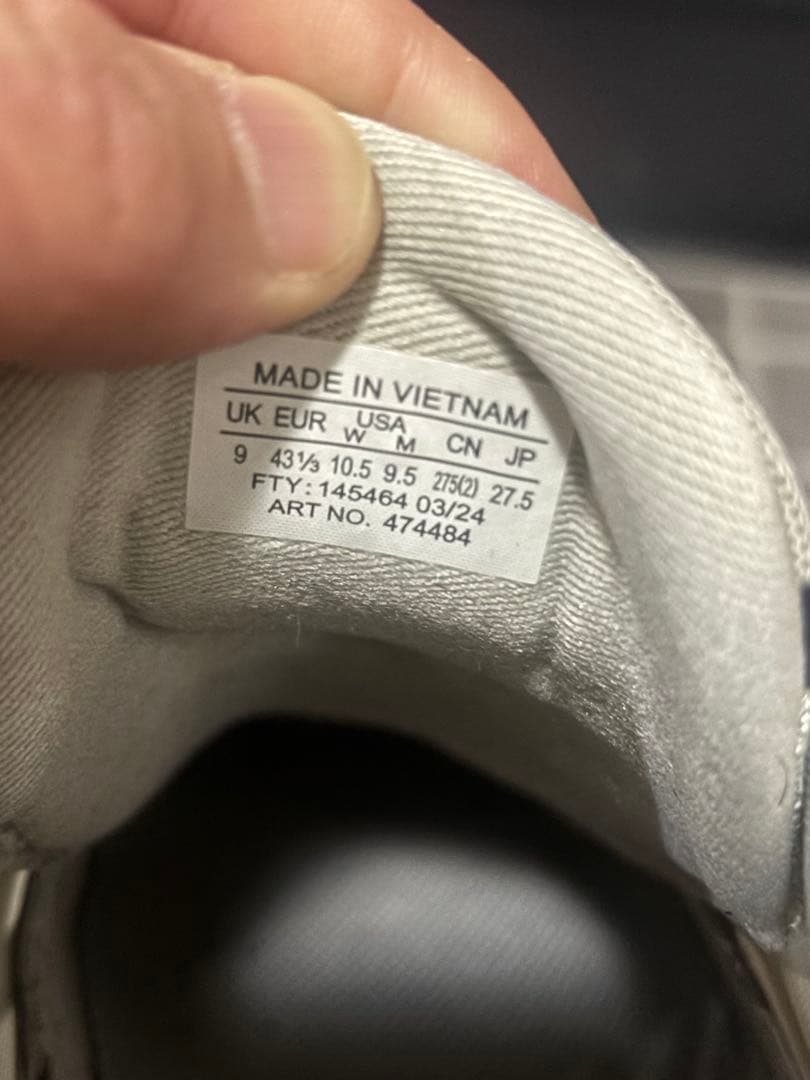 MADE IN VIETNAM
UK EUR USA CN JP
W M
9 43⅓ 10.5 9.5 275(2) 27.5
FTY: 145464 03/24
ART NO. 474484